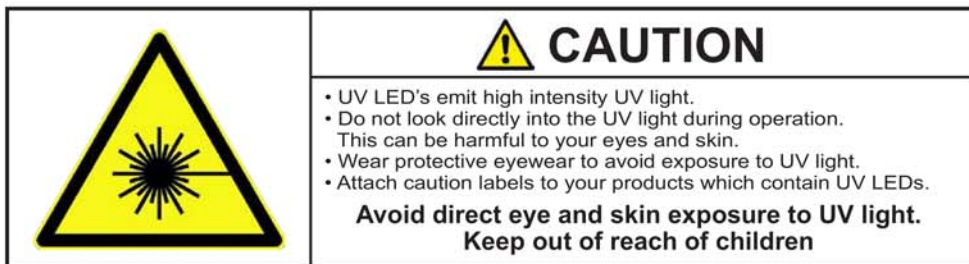 CAUTION
• UV LED's emit high intensity UV light.
• Do not look directly into the UV light during operation.
This can be harmful to your eyes and skin.
• Wear protective eyewear to avoid exposure to UV light.
• Attach caution labels to your products which contain UV LEDs.
Avoid direct eye and skin exposure to UV light.
Keep out of reach of children